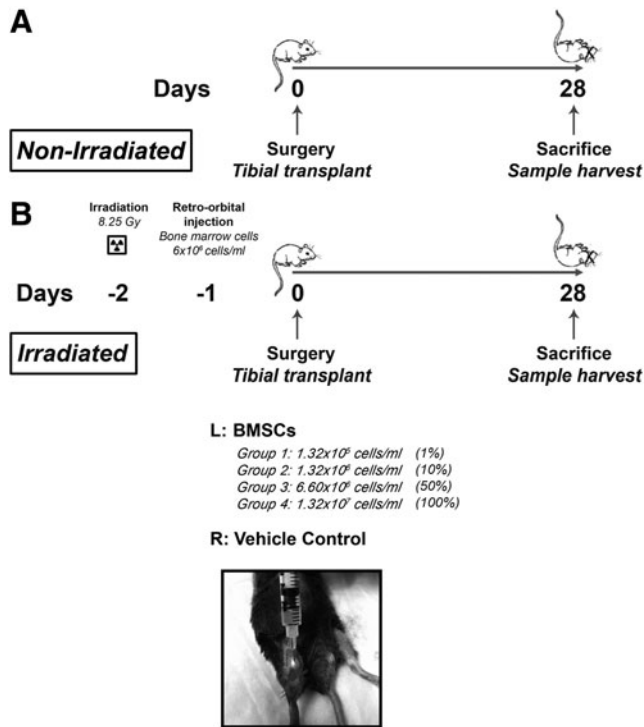 A
Days 0 28
Non-Irradiated
Surgery
Tibial transplant
Sacrifice
Sample harvest
B
Irradiation
8.25 Gy
Retro-orbital
injection
Bone marrow cells
6x10⁶ cells/ml
Days -2 -1 0 28
Irradiated
Surgery
Tibial transplant
Sacrifice
Sample harvest
L: BMSCs
Group 1: 1.32x10⁵ cells/ml (1%)
Group 2: 1.32x10⁶ cells/ml (10%)
Group 3: 6.60x10⁶ cells/ml (50%)
Group 4: 1.32x10⁷ cells/ml (100%)
R: Vehicle Control